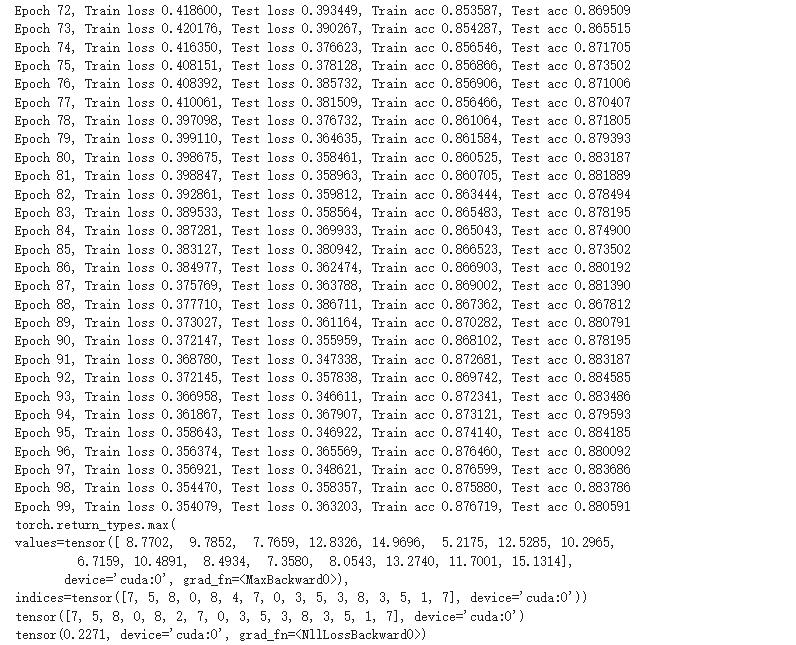 Epoch 72, Train loss 0.418600, Test loss 0.393449, Train acc 0.853587, Test acc 0.869509
Epoch 73, Train loss 0.420176, Test loss 0.390267, Train acc 0.854287, Test acc 0.865515
Epoch 74, Train loss 0.416350, Test loss 0.376623, Train acc 0.856546, Test acc 0.871705
Epoch 75, Train loss 0.408151, Test loss 0.378128, Train acc 0.856866, Test acc 0.873502
Epoch 76, Train loss 0.408392, Test loss 0.385732, Train acc 0.856906, Test acc 0.871006
Epoch 77, Train loss 0.410061, Test loss 0.381509, Train acc 0.856466, Test acc 0.870407
Epoch 78, Train loss 0.397098, Test loss 0.376732, Train acc 0.861064, Test acc 0.871805
Epoch 79, Train loss 0.399110, Test loss 0.364635, Train acc 0.861584, Test acc 0.879393
Epoch 80, Train loss 0.398675, Test loss 0.358461, Train acc 0.860525, Test acc 0.883187
Epoch 81, Train loss 0.398847, Test loss 0.358963, Train acc 0.860705, Test acc 0.881889
Epoch 82, Train loss 0.392861, Test loss 0.359812, Train acc 0.863444, Test acc 0.878494
Epoch 83, Train loss 0.389533, Test loss 0.358564, Train acc 0.865483, Test acc 0.878195
Epoch 84, Train loss 0.387281, Test loss 0.369933, Train acc 0.865043, Test acc 0.874900
Epoch 85, Train loss 0.383127, Test loss 0.380942, Train acc 0.866523, Test acc 0.873502
Epoch 86, Train loss 0.384977, Test loss 0.362474, Train acc 0.866903, Test acc 0.880192
Epoch 87, Train loss 0.375769, Test loss 0.363788, Train acc 0.869002, Test acc 0.881390
Epoch 88, Train loss 0.377710, Test loss 0.386711, Train acc 0.867362, Test acc 0.867812
Epoch 89, Train loss 0.373027, Test loss 0.361164, Train acc 0.870282, Test acc 0.880791
Epoch 90, Train loss 0.372147, Test loss 0.355959, Train acc 0.868102, Test acc 0.878195
Epoch 91, Train loss 0.368780, Test loss 0.347338, Train acc 0.872681, Test acc 0.883187
Epoch 92, Train loss 0.372145, Test loss 0.357838, Train acc 0.869742, Test acc 0.884585
Epoch 93, Train loss 0.366958, Test loss 0.346611, Train acc 0.872341, Test acc 0.883486
Epoch 94, Train loss 0.361867, Test loss 0.367907, Train acc 0.873121, Test acc 0.879593
Epoch 95, Train loss 0.358643, Test loss 0.346922, Train acc 0.874140, Test acc 0.884185
Epoch 96, Train loss 0.356374, Test loss 0.365569, Train acc 0.876460, Test acc 0.880092
Epoch 97, Train loss 0.356921, Test loss 0.348621, Train acc 0.876599, Test acc 0.883686
Epoch 98, Train loss 0.354470, Test loss 0.358357, Train acc 0.875880, Test acc 0.883786
Epoch 99, Train loss 0.354079, Test loss 0.363203, Train acc 0.876719, Test acc 0.880591
torch.return_types.max(
values=tensor([ 8.7702,  9.7852,  7.7659, 12.8326, 14.9696,  5.2175, 12.5285, 10.2965,
6.7159, 10.4891,  8.4934,  7.3580,  8.0543, 13.2740, 11.7001, 15.1314],
device='cuda:0', grad_fn=<MaxBackward0>),
indices=tensor([7, 5, 8, 0, 8, 4, 7, 0, 3, 5, 3, 8, 3, 5, 1, 7], device='cuda:0'))
tensor([7, 5, 8, 0, 8, 2, 7, 0, 3, 5, 3, 8, 3, 5, 1, 7], device='cuda:0')
tensor(0.2271, device='cuda:0', grad_fn=<NllLossBackward0>)